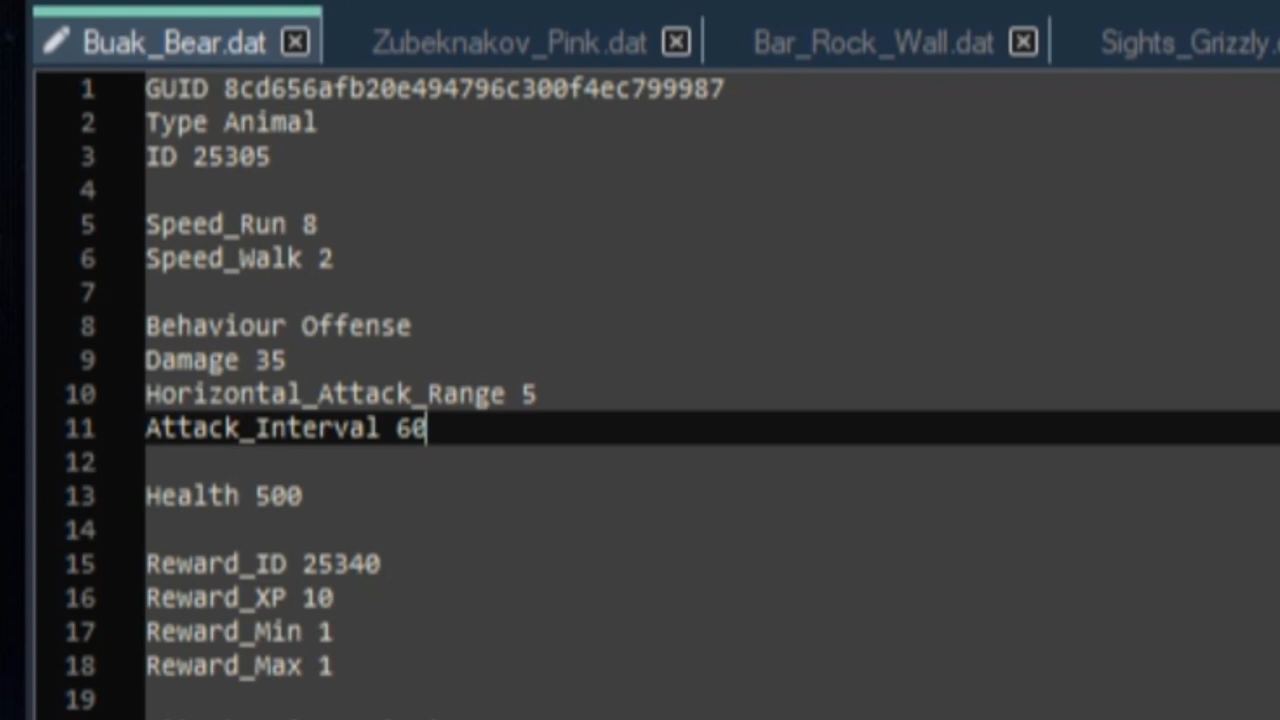 Buak_Bear.dat Zubeknakov_Pink.dat Bar_Rock_Wall.dat Sights_Grizzly.
1 GUID 8cd656afb20e494796c300f4ec799987
2 Type Animal
3 ID 25305
4
5 Speed_Run 8
6 Speed_Walk 2
7
8 Behaviour Offense
9 Damage 35
10 Horizontal_Attack_Range 5
11 Attack_Interval 60
12
13 Health 500
14
15 Reward_ID 25340
16 Reward_XP 10
17 Reward_Min 1
18 Reward_Max 1
19